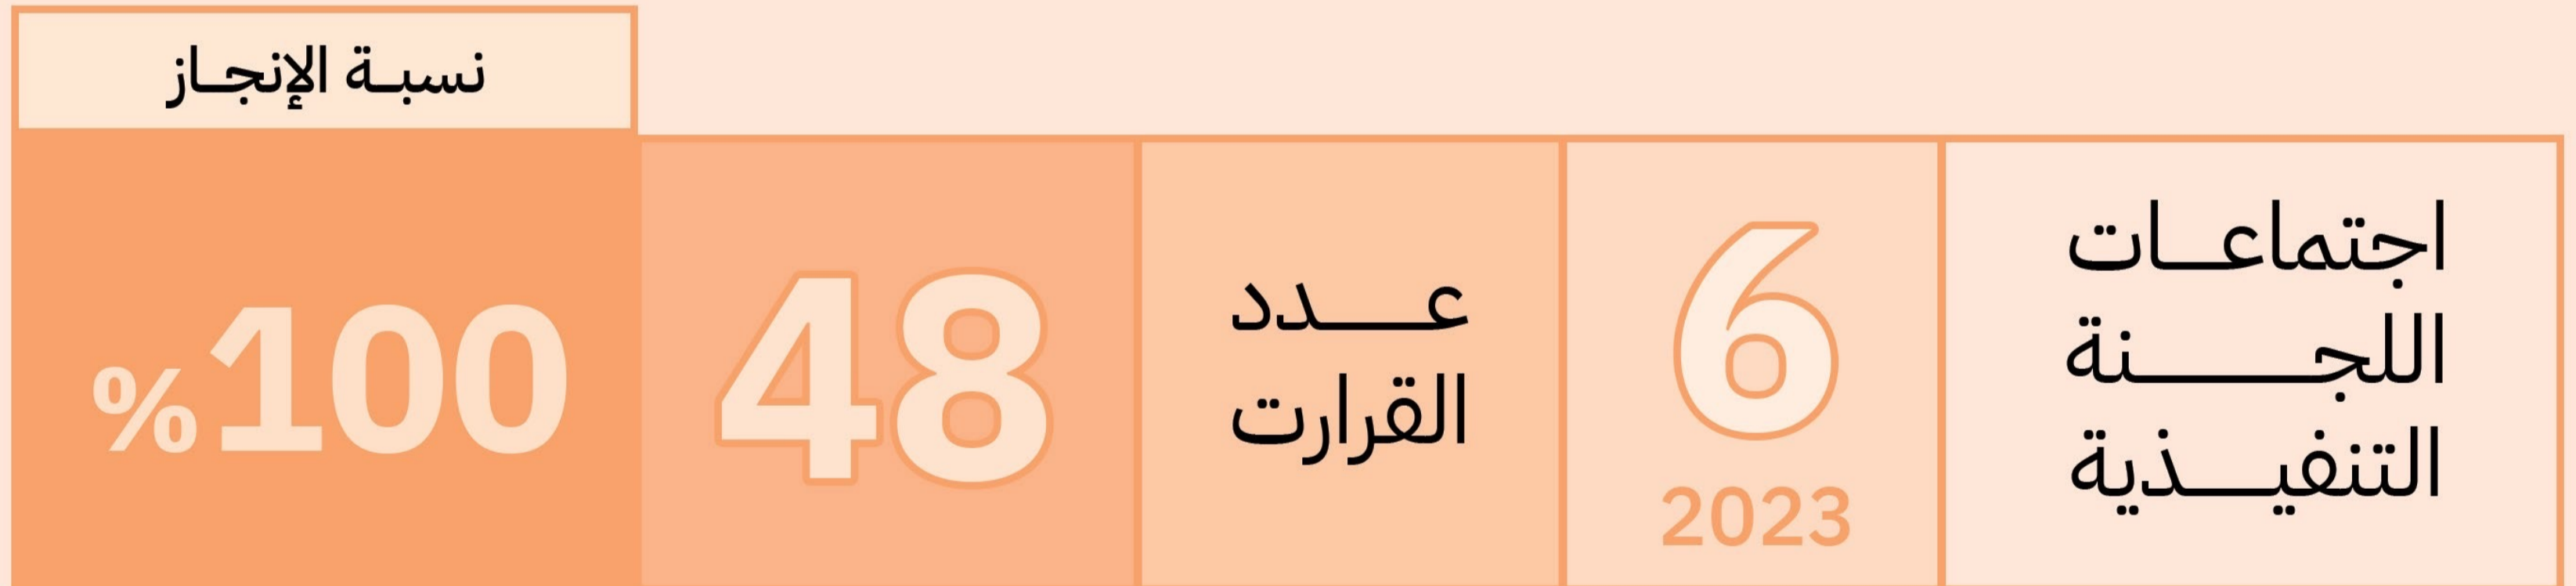 نسبة الإنجاز
اجتماعات
اللجنة
التنفيذية
6
2023
عدد
القرارت
48
%100